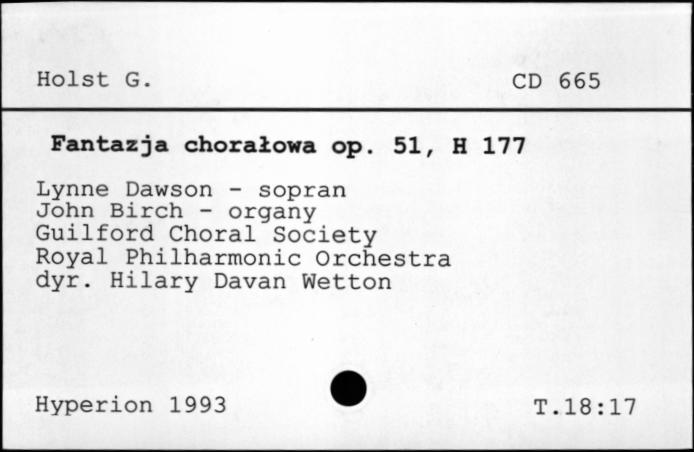 Holst G. CD 665
Fantazja chorałowa op. 51, H 177
Lynne Dawson - sopran
John Birch - organy
Guilford Choral Society
Royal Philharmonic Orchestra
dyr. Hilary Davan Wetton
Hyperion 1993 T.18:17